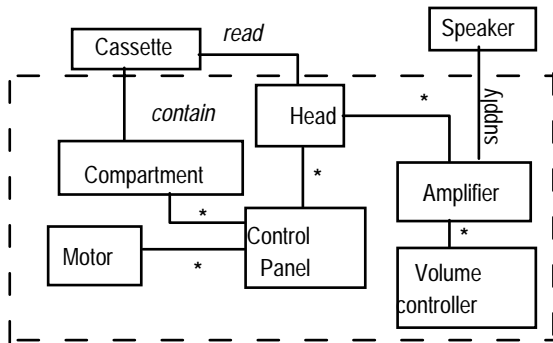 Cassette
read
Speaker
contain
Head
*
supply
Compartment
*
Amplifier
*
Control
Panel
*
Motor
*
Volume
controller